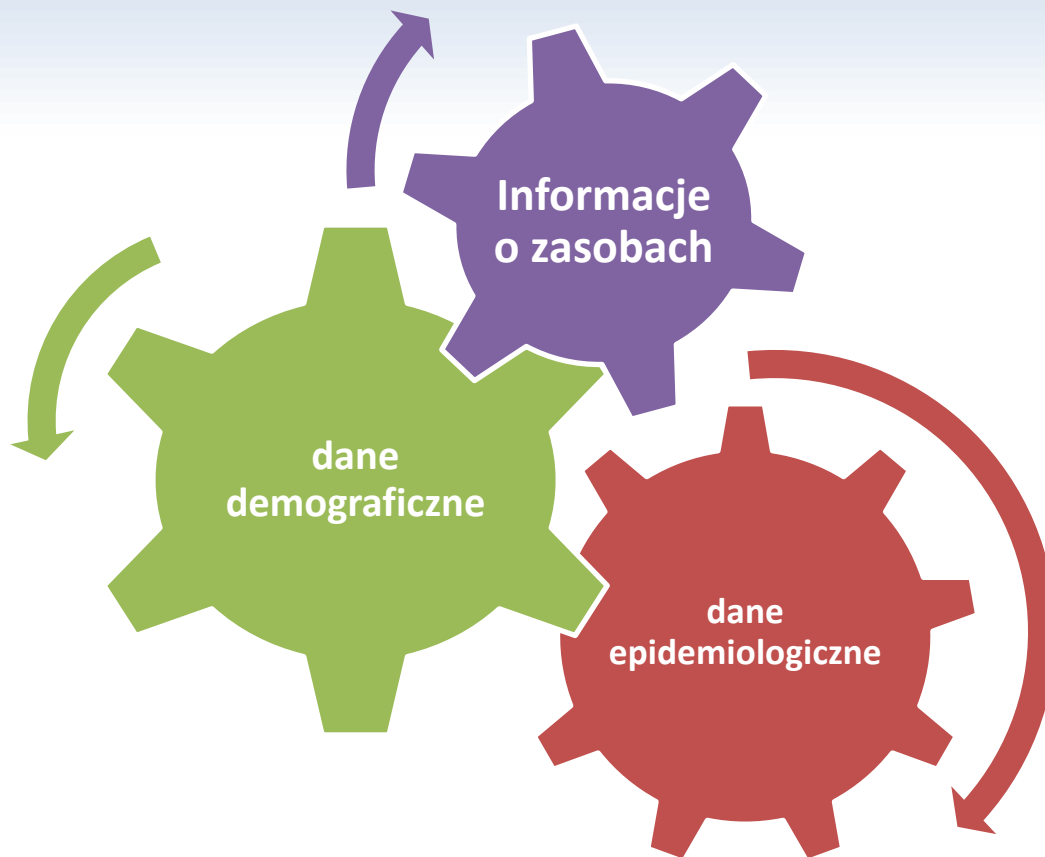 Informacje
o zasobach
dane
demograficzne
dane
epidemiologiczne